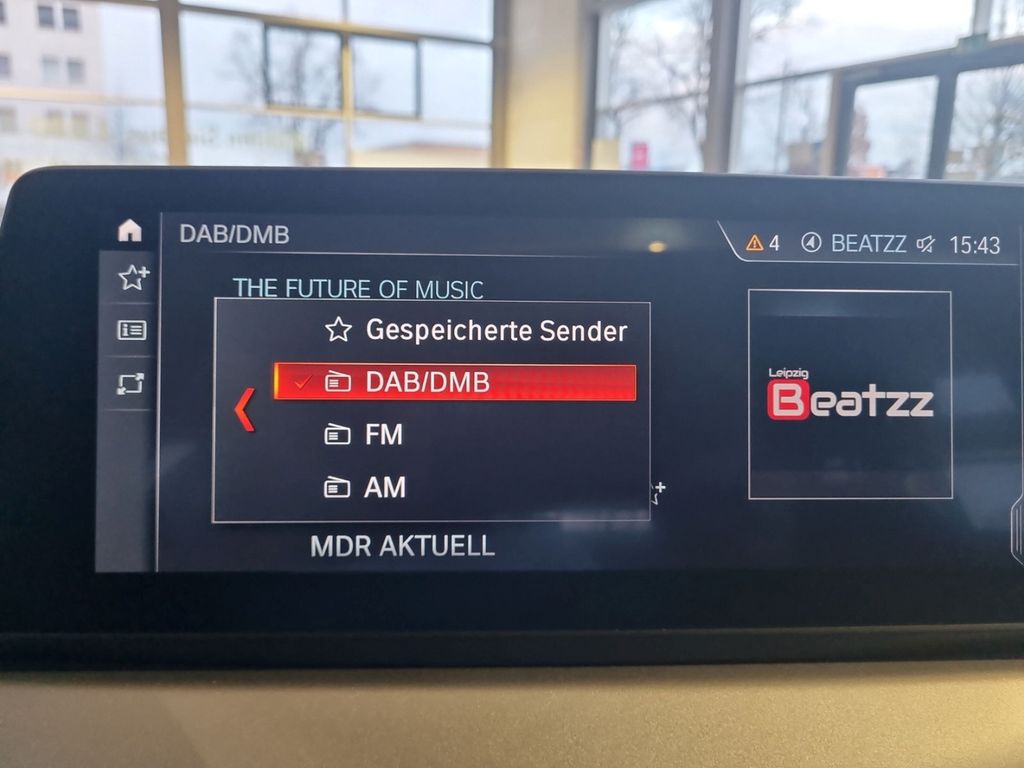 DAB/DMB
4 BEATZZ 15:43
THE FUTURE OF MUSIC
Gespeicherte Sender
DAB/DMB
FM
AM
MDR AKTUELL
Leipzig
Beatzz